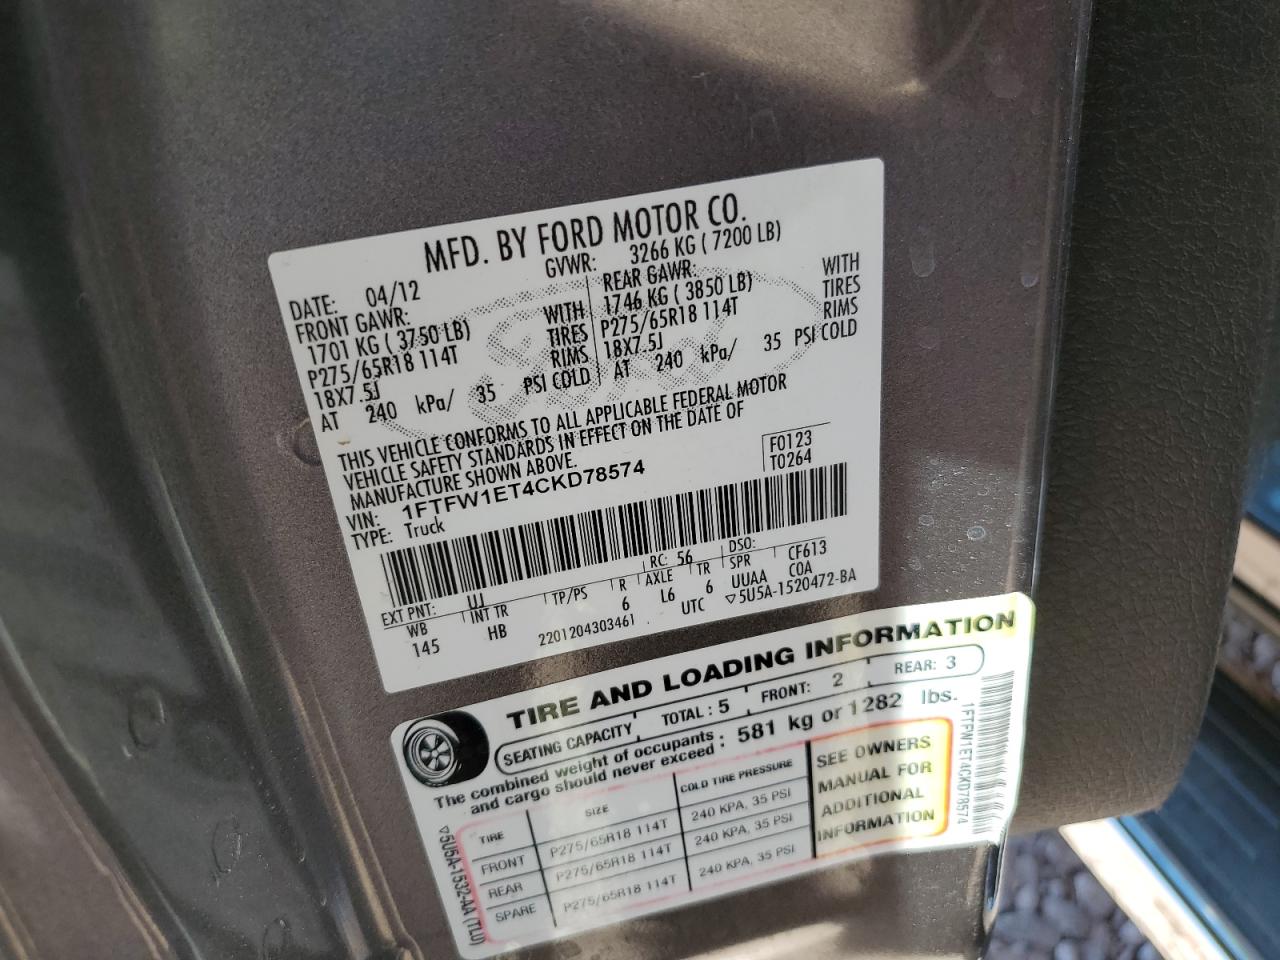 MFD. BY FORD MOTOR CO.
DATE: 04/12 GVWR: 3266 KG ( 7200 LB)
FRONT GAWR: REAR GAWR:
1701 KG ( 3750 LB) WITH 1746 KG ( 3850 LB) WITH
P275/65R18 114T TIRES P275/65R18 114T TIRES
18X7.5J RIMS 18X7.5J RIMS
AT 240 kPa/ 35 PSI COLD AT 240 kPa/ 35 PSI COLD
THIS VEHICLE CONFORMS TO ALL APPLICABLE FEDERAL MOTOR
VEHICLE SAFETY STANDARDS IN EFFECT ON THE DATE OF
MANUFACTURE SHOWN ABOVE.
F0123
T0264
VIN: 1FTFW1ET4CKD78574
TYPE: Truck
EXT PNT: UJ RC: 56 DSO:
WB INT TR TP/PS R AXLE TR SPR CF613
145 HB 6 L6 6 UUAA COA
2201204303461 UTC ▽5U5A-1520472-BA
TIRE AND LOADING INFORMATION
SEATING CAPACITY TOTAL : 5 FRONT: 2 REAR: 3
The combined weight of occupants
and cargo should never exceed : 581 kg or 1282 lbs.
TIRE SIZE COLD TIRE PRESSURE
FRONT P275/65R18 114T 240 KPA, 35 PSI
REAR P275/65R18 114T 240 KPA, 35 PSI
SPARE P275/65R18 114T 240 KPA, 35 PSI
SEE OWNERS
MANUAL FOR
ADDITIONAL
INFORMATION
1FTFW1ET4CKD78574
▽5U5A-1532-AA (TLU)